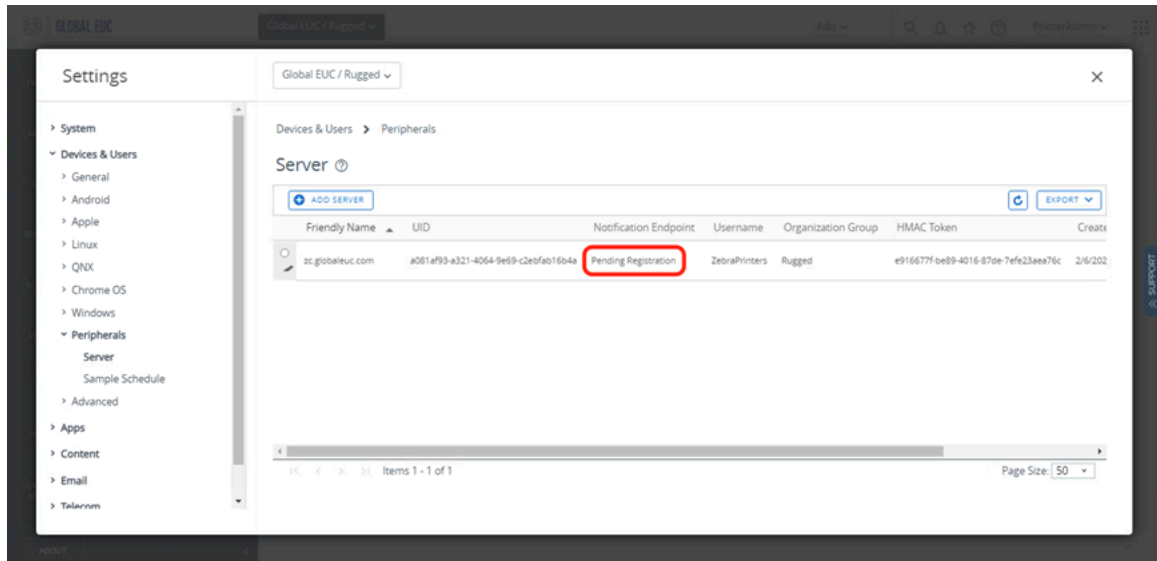 GLOBAL EUC
Global EUC / Rugged
Add
PrinterAdmin
Settings
Global EUC / Rugged
System
Devices & Users
General
Android
Apple
Linux
QNX
Chrome OS
Windows
Peripherals
Server
Sample Schedule
Advanced
Apps
Content
Email
Telecom
Devices & Users > Peripherals
Server
ADD SERVER
EXPORT
Friendly Name UID Notification Endpoint Username Organization Group HMAC Token Create
zc.globaleuc.com a081af93-a321-4064-9e69-c2ebfab16b4a Pending Registration ZebraPrinters Rugged e916677f-be89-4016-87de-7efe23aea76c 2/6/202
Items 1 - 1 of 1
Page Size: 50
SUPPORT
ABOUT